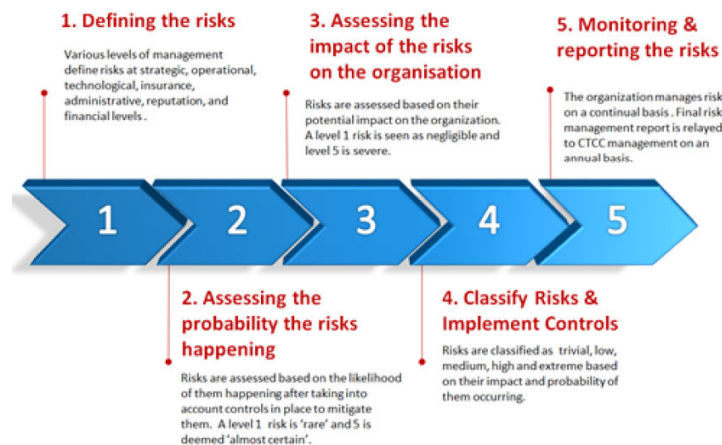 1. Defining the risks
Various levels of management
define risks at strategic, operational,
technological, insurance,
administrative, reputation, and
financial levels .
3. Assessing the
impact of the risks
on the organisation
Risks are assessed based on their
potential impact on the organization.
A level 1 risk is seen as negligible and
level 5 is severe.
5. Monitoring &
reporting the risks
The organization manages risk
on a continual basis . Final risk
management report is relayed
to CTCC management on an
annual basis.
1
2
3
4
5
2. Assessing the
probability the risks
happening
Risks are assessed based on the likelihood
of them happening after taking into
account controls in place to mitigate
them. A level 1 risk is 'rare' and 5 is
deemed 'almost certain'.
4. Classify Risks &
Implement Controls
Risks are classified as trivial, low,
medium, high and extreme based
on their impact and probability of
them occurring.